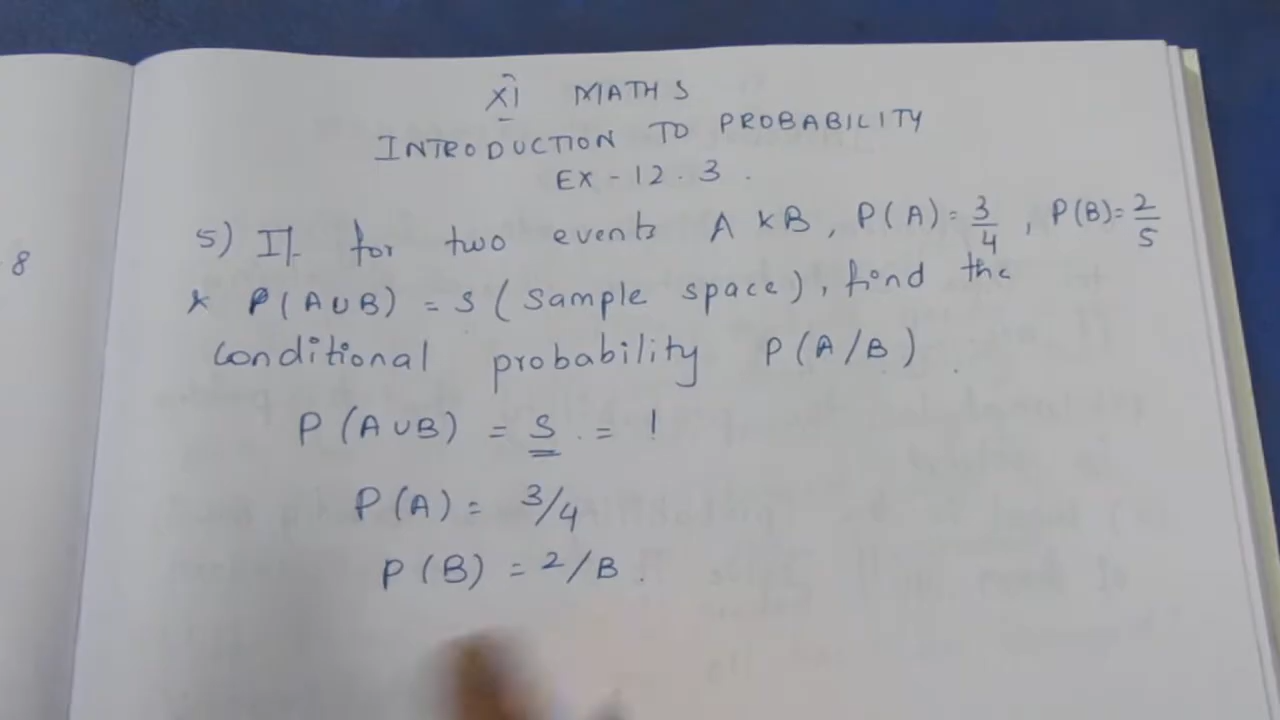 XI MATHS
INTRODUCTION TO PROBABILITY
EX - 12.3.
5) If for two events A & B, P(A) = 3/4, P(B) = 2/5
8
& P(A∪B) = S (sample space), find the
conditional probability P(A/B).
P(A∪B) = S. = 1
P(A) = 3/4
P(B) = 2/B.